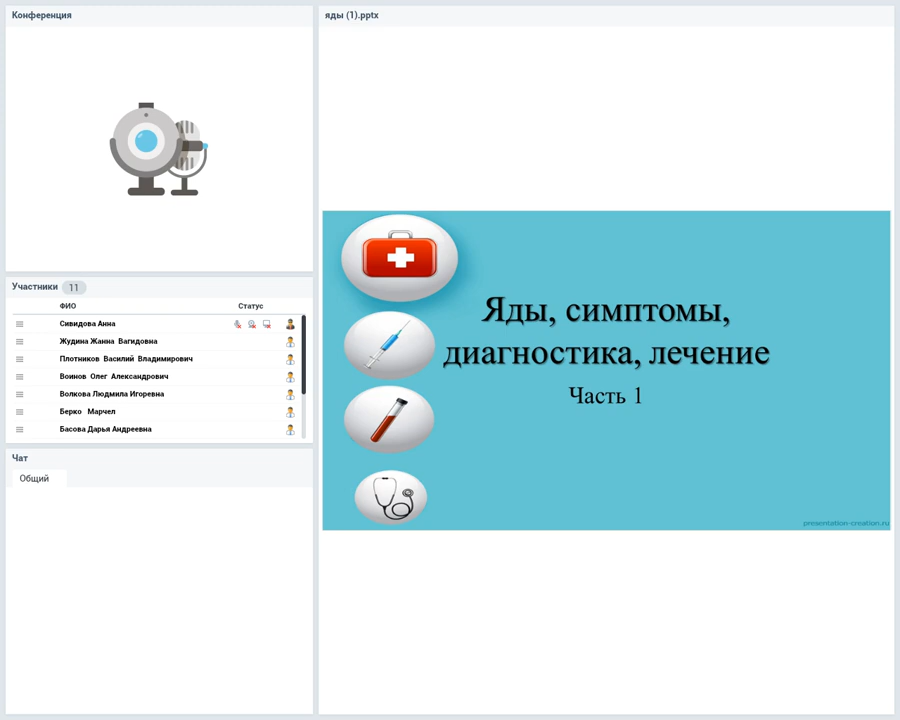 Конференция
Участники 11
ФИО Статус
Сивидова Анна
Жудина Жанна Вагидовна
Плотников Василий Владимирович
Воинов Олег Александрович
Волкова Людмила Игоревна
Берко Марчел
Басова Дарья Андреевна
Чат
Общий
яды (1).pptx
Яды, симптомы,
диагностика, лечение
Часть 1
presentation-creation.ru